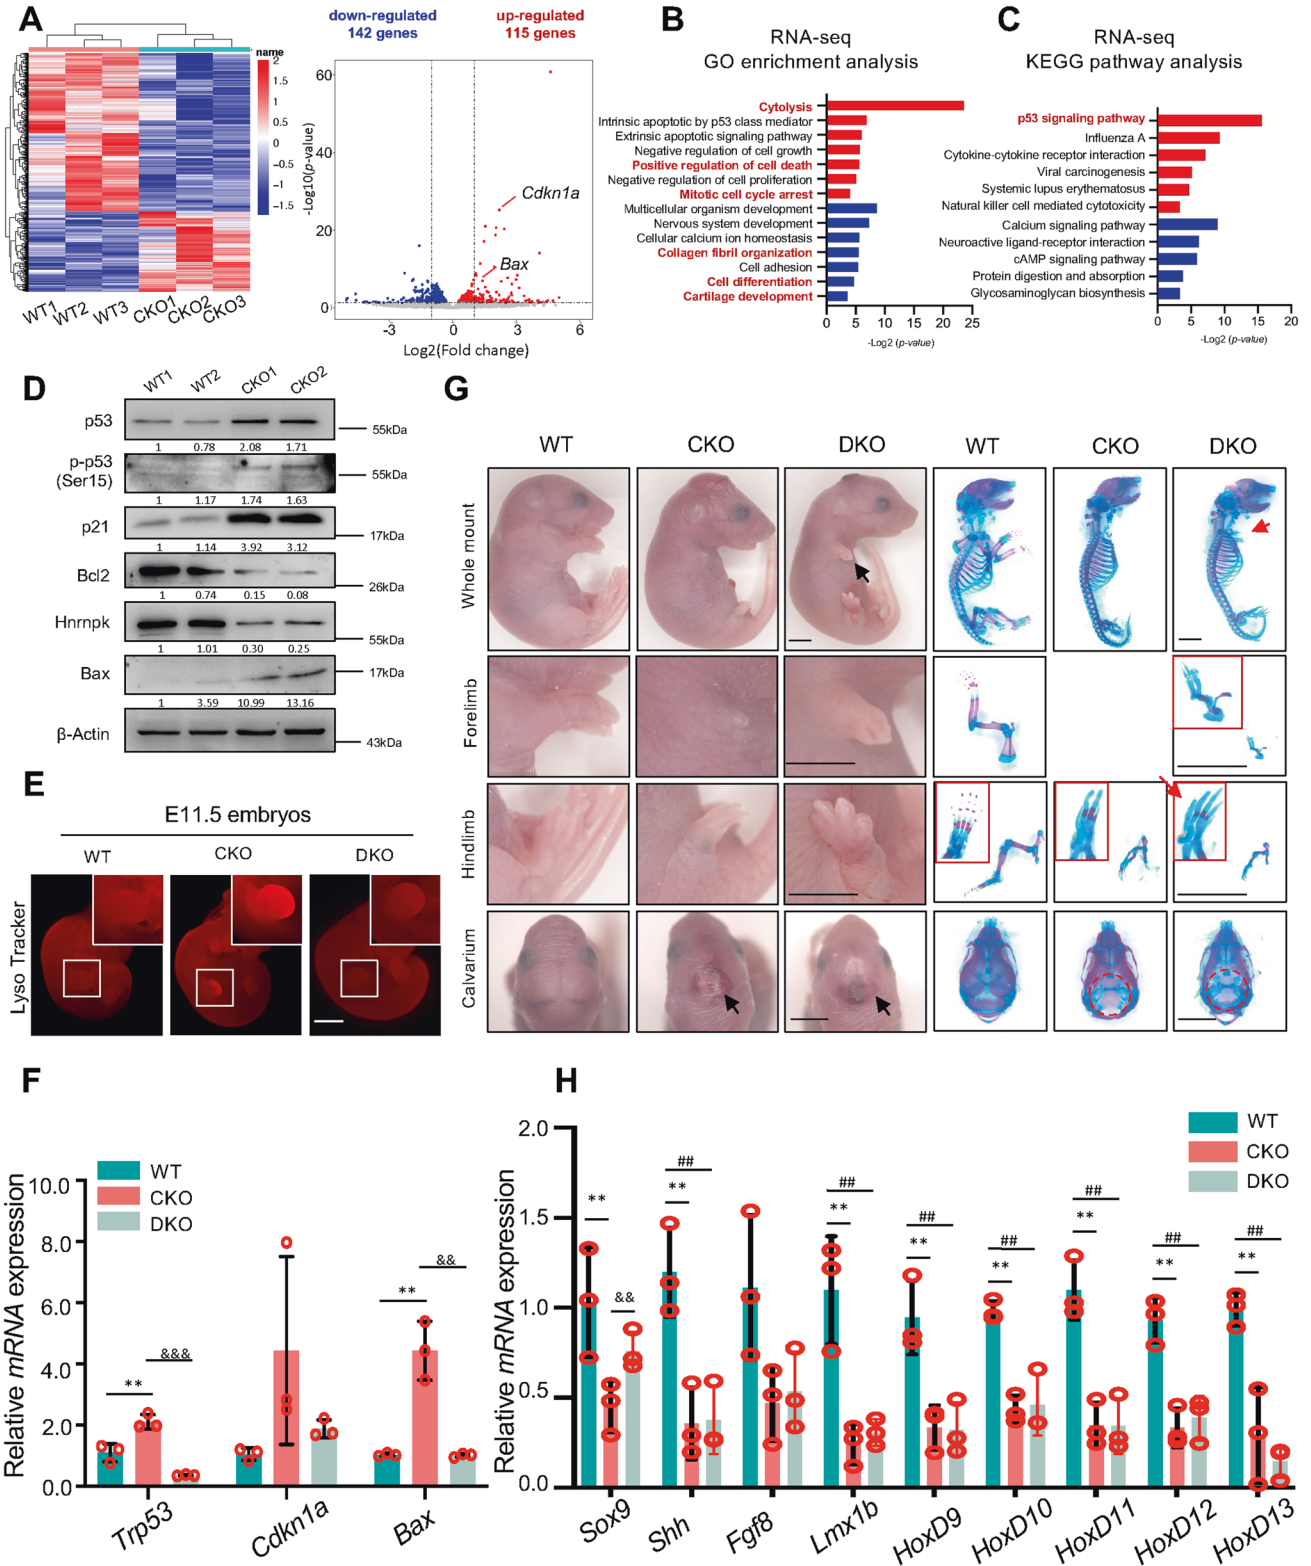 A
down-regulated
142 genes
up-regulated
115 genes
name
2
1.5
1
0.5
0
−0.5
−1
−1.5
WT1 WT2 WT3 CKO1 CKO2 CKO3
-Log10(p-value)
60
40
20
0
Cdkn1a
Bax
-3 0 3 6
Log2(Fold change)
B
RNA-seq
GO enrichment analysis
Cytolysis
Intrinsic apoptotic by p53 class mediator
Extrinsic apoptotic signaling pathway
Negative regulation of cell growth
Positive regulation of cell death
Negative regulation of cell proliferation
Mitotic cell cycle arrest
Multicellular organism development
Nervous system development
Cellular calcium ion homeostasis
Collagen fibril organization
Cell adhesion
Cell differentiation
Cartilage development
0 5 10 15 20 25
-Log2 (p-value)
C
RNA-seq
KEGG pathway analysis
p53 signaling pathway
Influenza A
Cytokine-cytokine receptor interaction
Viral carcinogenesis
Systemic lupus erythematosus
Natural killer cell mediated cytotoxicity
Calcium signaling pathway
Neuroactive ligand-receptor interaction
cAMP signaling pathway
Protein digestion and absorption
Glycosaminoglycan biosynthesis
0 5 10 15 20
-Log2 (p-value)
D
WT1 WT2 CKO1 CKO2
p53
55kDa
1 0.78 2.08 1.71
p-p53
(Ser15)
55kDa
1 1.17 1.74 1.63
p21
17kDa
1 1.14 3.92 3.12
Bcl2
26kDa
1 0.74 0.15 0.08
Hnrnpk
55kDa
1 1.01 0.30 0.25
Bax
17kDa
1 3.59 10.99 13.16
β-Actin
43kDa
E
E11.5 embryos
WT CKO DKO
Lyso Tracker
G
WT CKO DKO WT CKO DKO
Whole mount
Forelimb
Hindlimb
Calvarium
F
WT
CKO
DKO
Relative mRNA expression
10.0
8.0
6.0
4.0
2.0
0.0
** &&&
** &&
Trp53 Cdkn1a Bax
H
WT
CKO
DKO
Relative mRNA expression
2.0
1.5
1.0
0.5
0.0
** &&
** ##
** ##
** ##
** ##
** ##
** ##
** ##
Sox9 Shh Fgf8 Lmx1b HoxD9 HoxD10 HoxD11 HoxD12 HoxD13